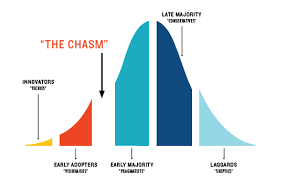 LATE MAJORITY
"CONSERVATIVES"
"THE CHASM"
INNOVATORS
"TECHIES"
EARLY ADOPTERS
"VISIONARIES"
EARLY MAJORITY
"PRAGMATISTS"
LAGGARDS
"SKEPTICS"